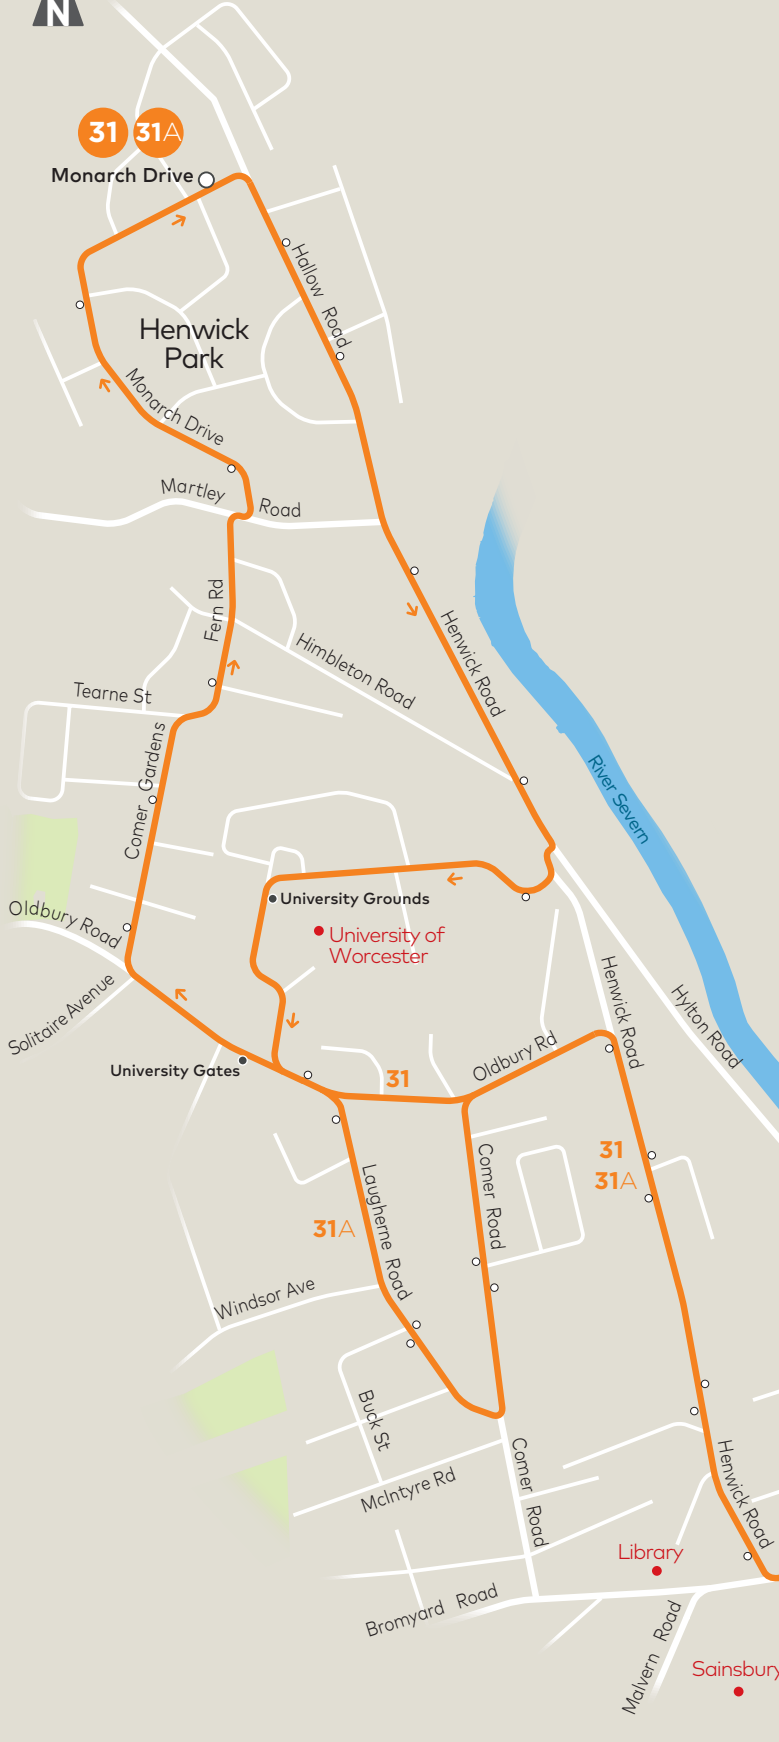 N
31 31A
Monarch Drive
Hallow Road
Henwick
Park
Monarch Drive
Martley Road
Fern Rd
Henwick Road
Himbleton Road
Tearne St
Comer Gardens
River Severn
University Grounds
Oldbury Road
University of
Worcester
Henwick Road
Solitaire Avenue
Hylton Road
Oldbury Rd
University Gates
31
Comer Road
31
31A
Laugherne Road
31A
Windsor Ave
Buck St
Comer Road
Henwick Road
McIntyre Rd
Library
Bromyard Road
Malvern Road
Sainsbury